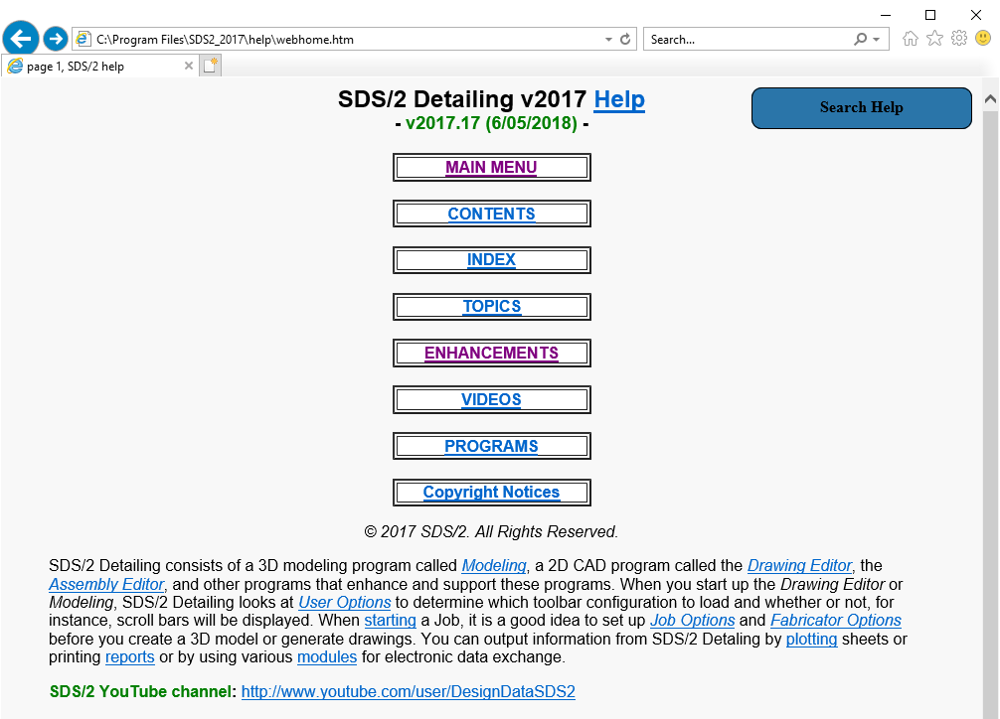 C:\Program Files\SDS2_2017\help\webhome.htm
Search...
page 1, SDS/2 help
SDS/2 Detailing v2017 Help
- v2017.17 (6/05/2018) -
Search Help
MAIN MENU
CONTENTS
INDEX
TOPICS
ENHANCEMENTS
VIDEOS
PROGRAMS
Copyright Notices
© 2017 SDS/2. All Rights Reserved.
SDS/2 Detailing consists of a 3D modeling program called Modeling, a 2D CAD program called the Drawing Editor, the
Assembly Editor, and other programs that enhance and support these programs. When you start up the Drawing Editor or
Modeling, SDS/2 Detailing looks at User Options to determine which toolbar configuration to load and whether or not, for
instance, scroll bars will be displayed. When starting a Job, it is a good idea to set up Job Options and Fabricator Options
before you create a 3D model or generate drawings. You can output information from SDS/2 Detaling by plotting sheets or
printing reports or by using various modules for electronic data exchange.
SDS/2 YouTube channel: http://www.youtube.com/user/DesignDataSDS2